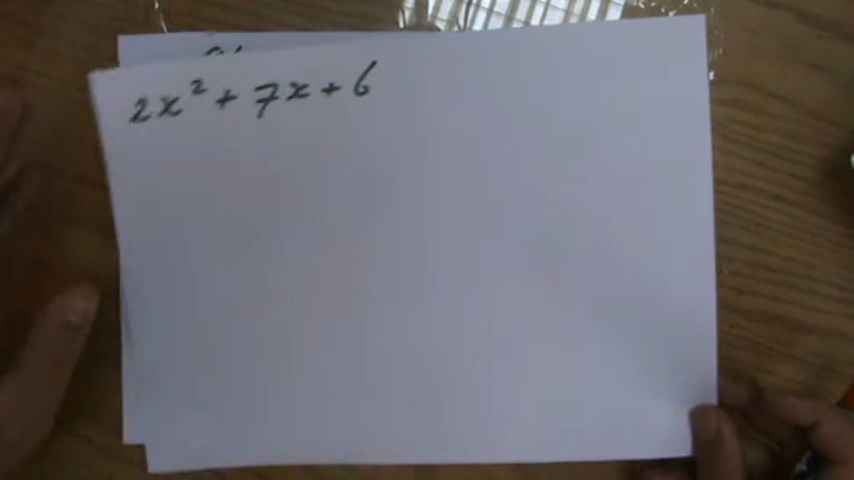 2x² + 7x + 6